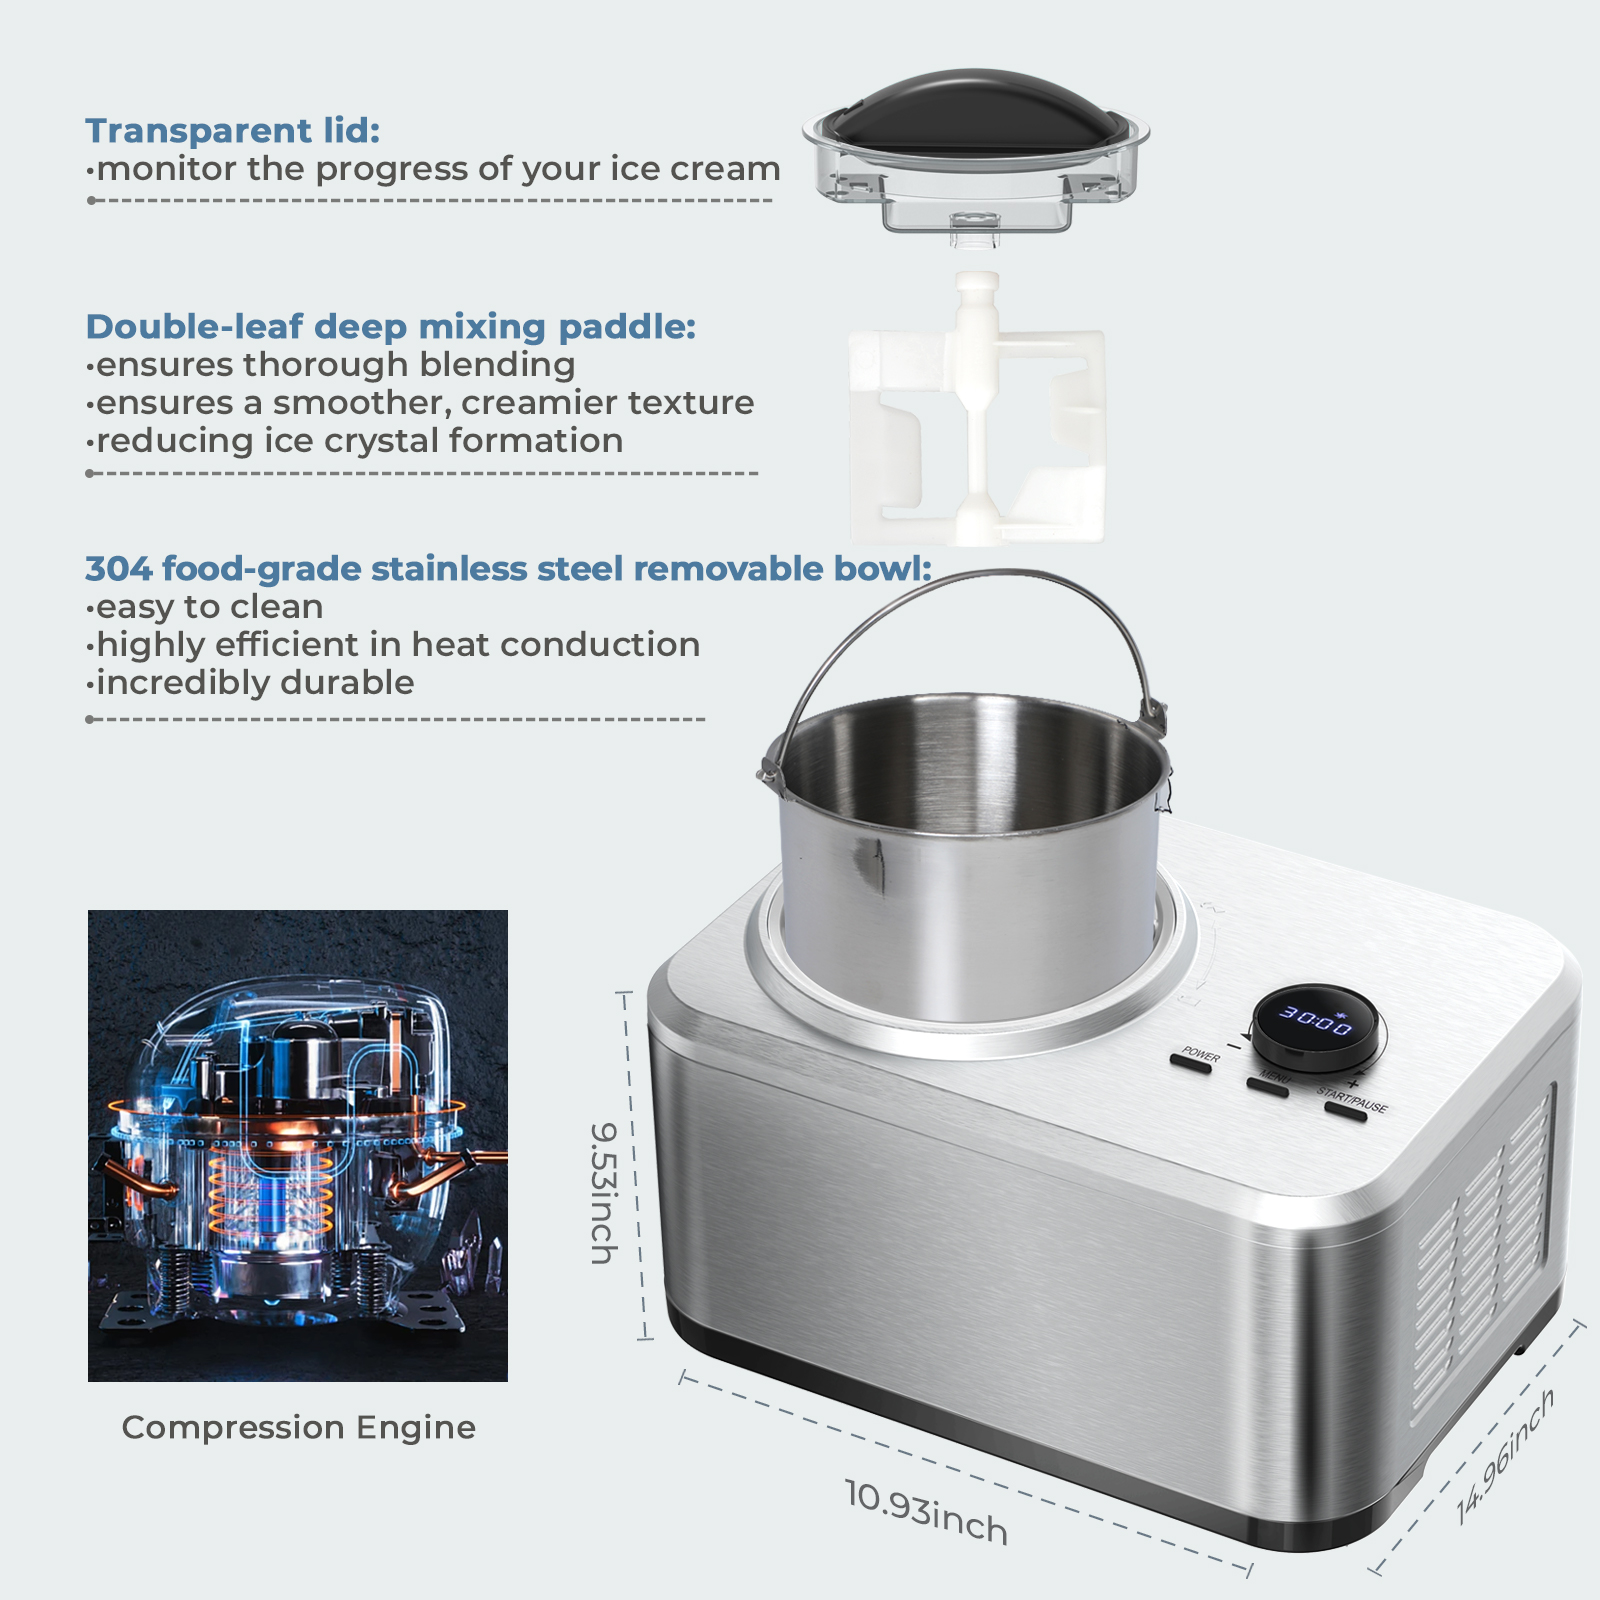 Transparent lid:
•monitor the progress of your ice cream
Double-leaf deep mixing paddle:
•ensures thorough blending
•ensures a smoother, creamier texture
•reducing ice crystal formation
304 food-grade stainless steel removable bowl:
•easy to clean
•highly efficient in heat conduction
•incredibly durable
30:00
POWER
−
MENU
+
START/PAUSE
9.53inch
10.93inch
14.96inch
Compression Engine